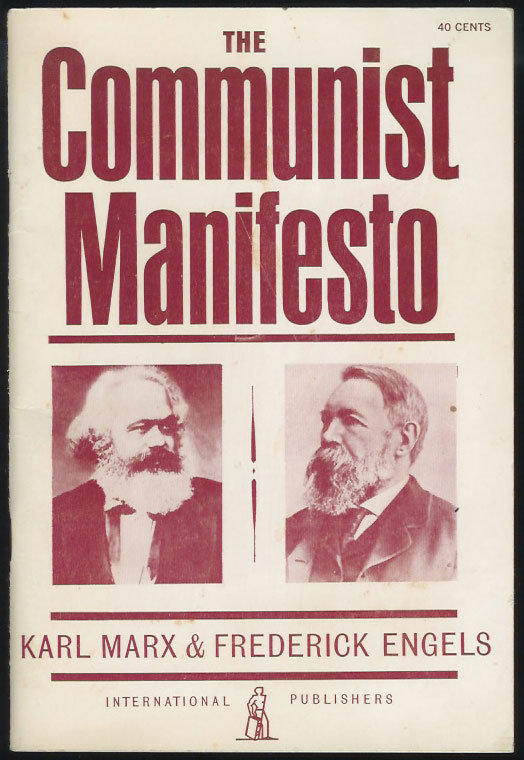 40 CENTS
THE
Communist
Manifesto
KARL MARX & FREDERICK ENGELS
INTERNATIONAL PUBLISHERS